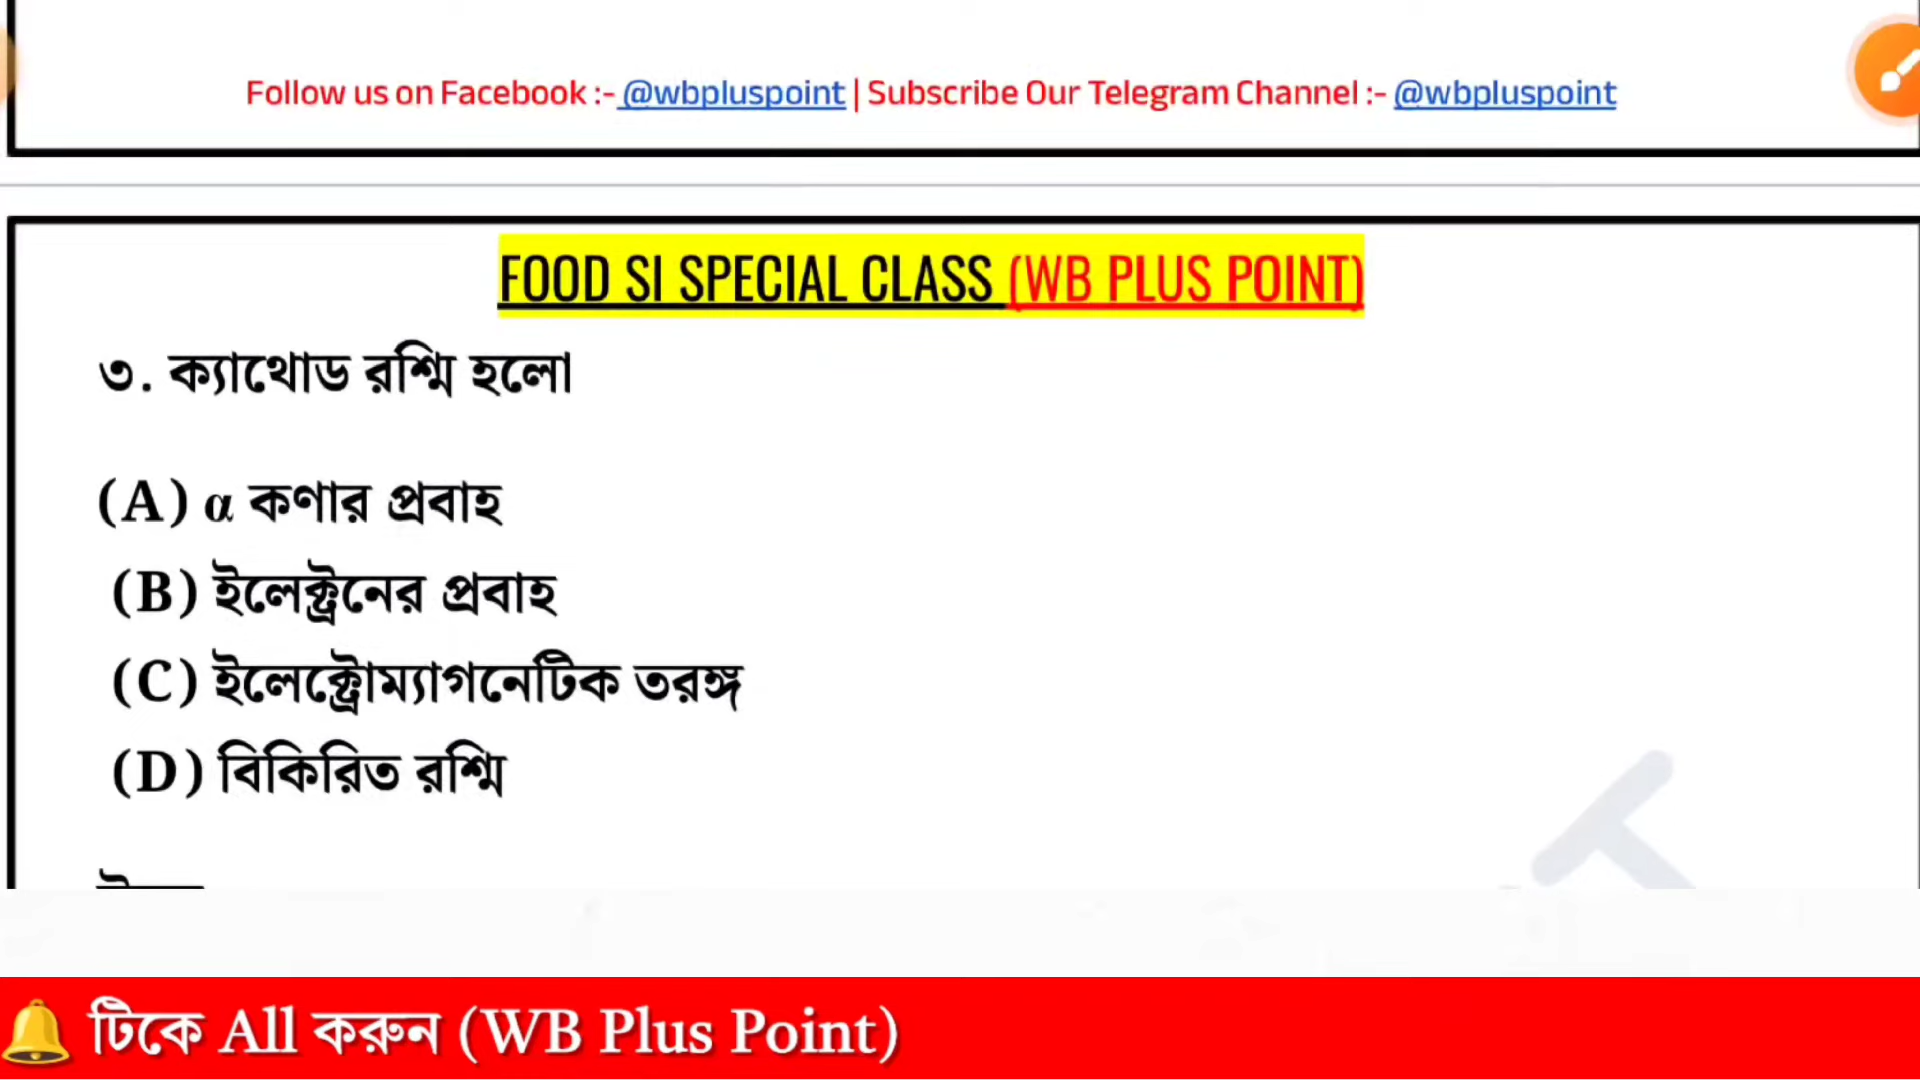 Follow us on Facebook :- @wbpluspoint | Subscribe Our Telegram Channel :- @wbpluspoint
FOOD SI SPECIAL CLASS (WB PLUS POINT)
৩. ক্যাথোড রশ্মি হলো
(A) α কণার প্রবাহ
(B) ইলেক্ট্রনের প্রবাহ
(C) ইলেক্ট্রোম্যাগনেটিক তরঙ্গ
(D) বিকিরিত রশ্মি
টিকে All করুন (WB Plus Point)